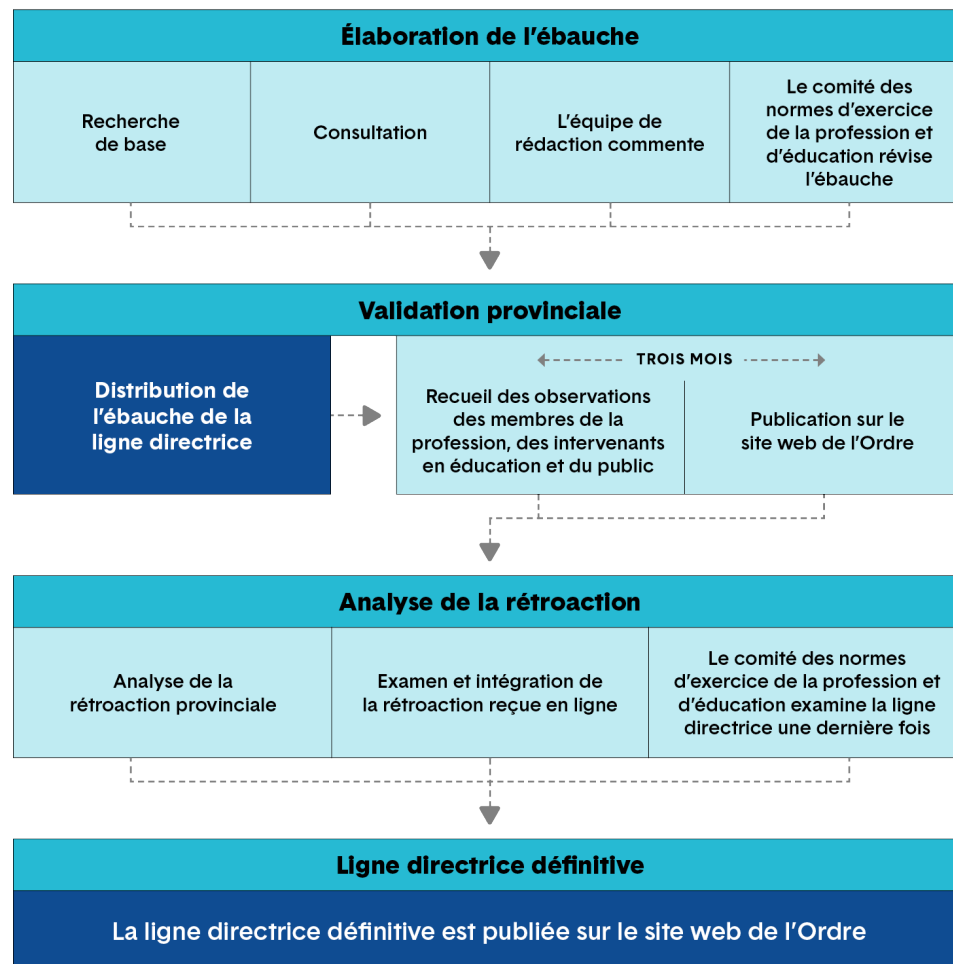 Élaboration de l'ébauche
Recherche
de base
Consultation
L'équipe de
rédaction commente
Le comité des
normes d'exercice
de la profession et
d'éducation révise
l'ébauche
Validation provinciale
Distribution de
l'ébauche de la
ligne directrice
TROIS MOIS
Recueil des observations
des membres de la
profession, des intervenants
en éducation et du public
Publication sur le
site web de l'Ordre
Analyse de la rétroaction
Analyse de la
rétroaction provinciale
Examen et intégration de
la rétroaction reçue en ligne
Le comité des normes
d'exercice de la profession et
d'éducation examine la ligne
directrice une dernière fois
Ligne directrice définitive
La ligne directrice définitive est publiée sur le site web de l'Ordre